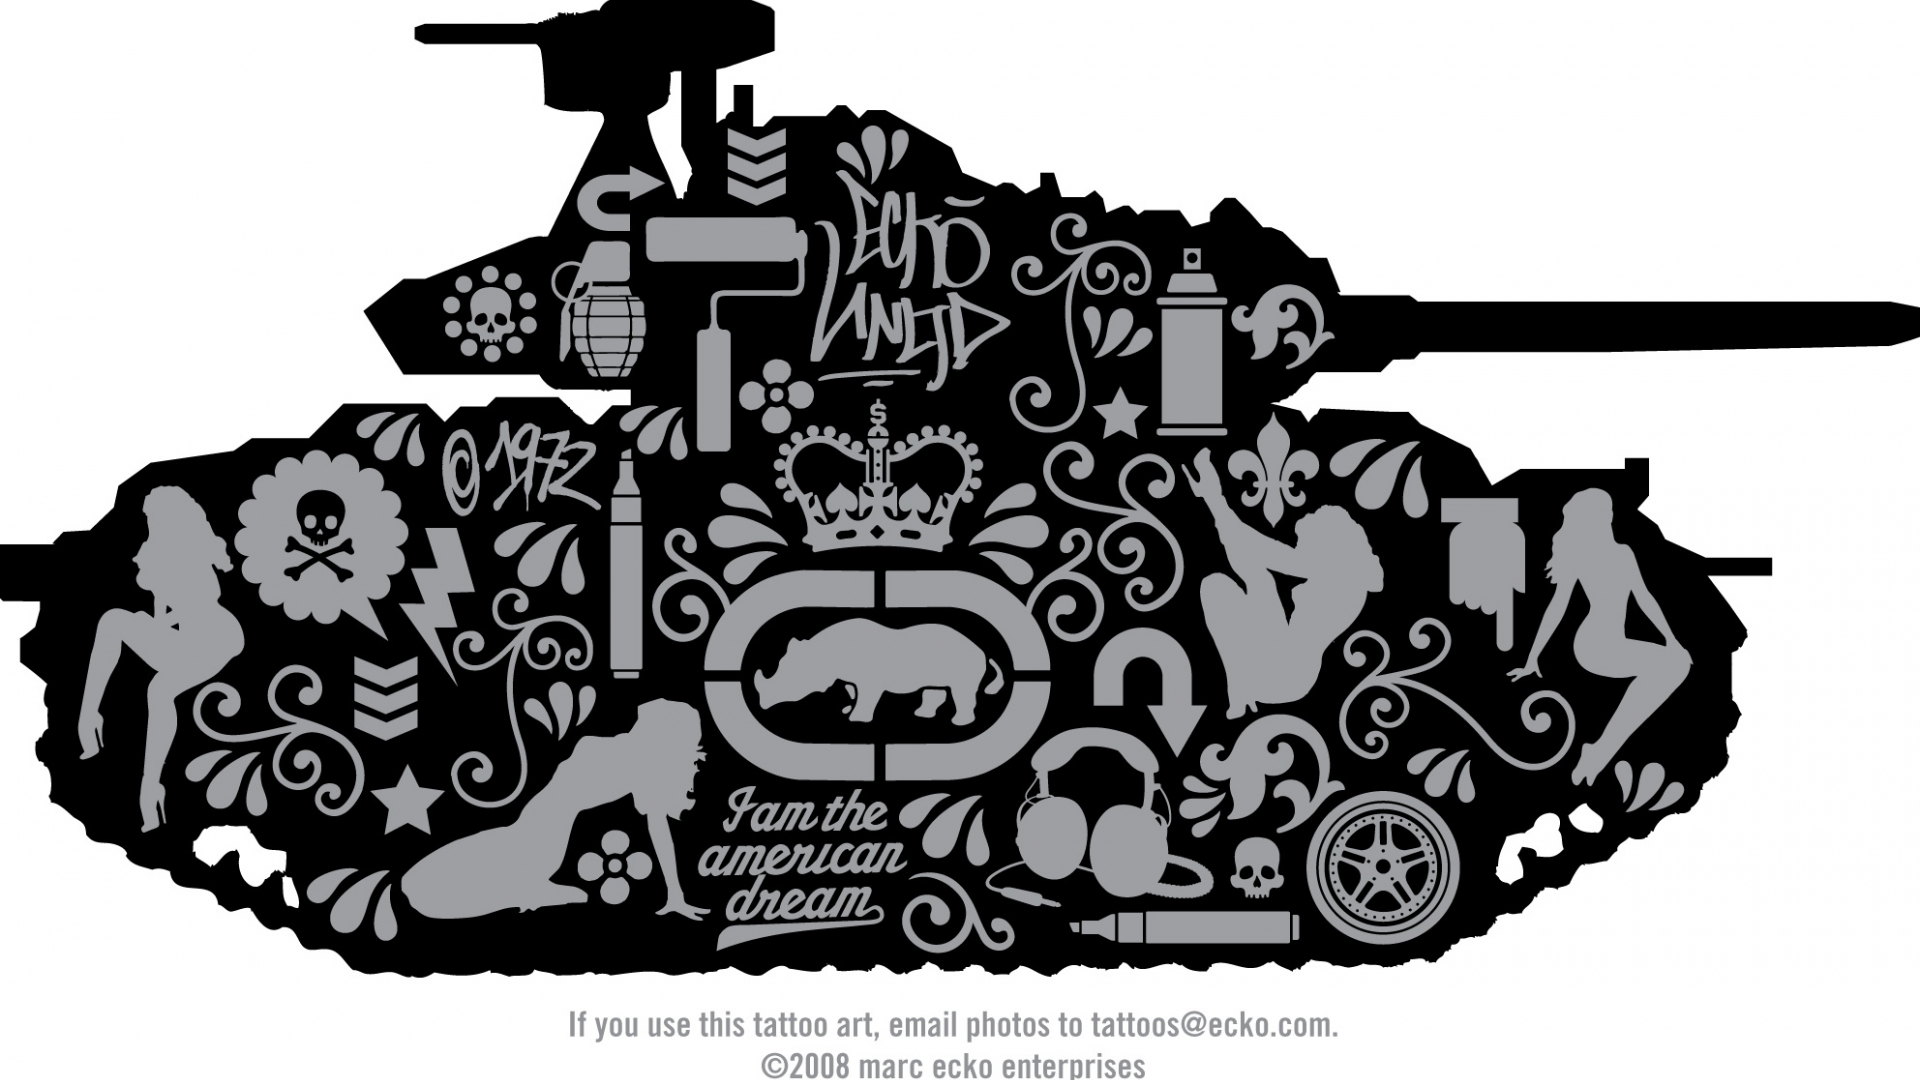 ECKŌ
UNLTD
$
©1972
I am the
american
dream
If you use this tattoo art, email photos to tattoos@ecko.com.
©2008 marc ecko enterprises